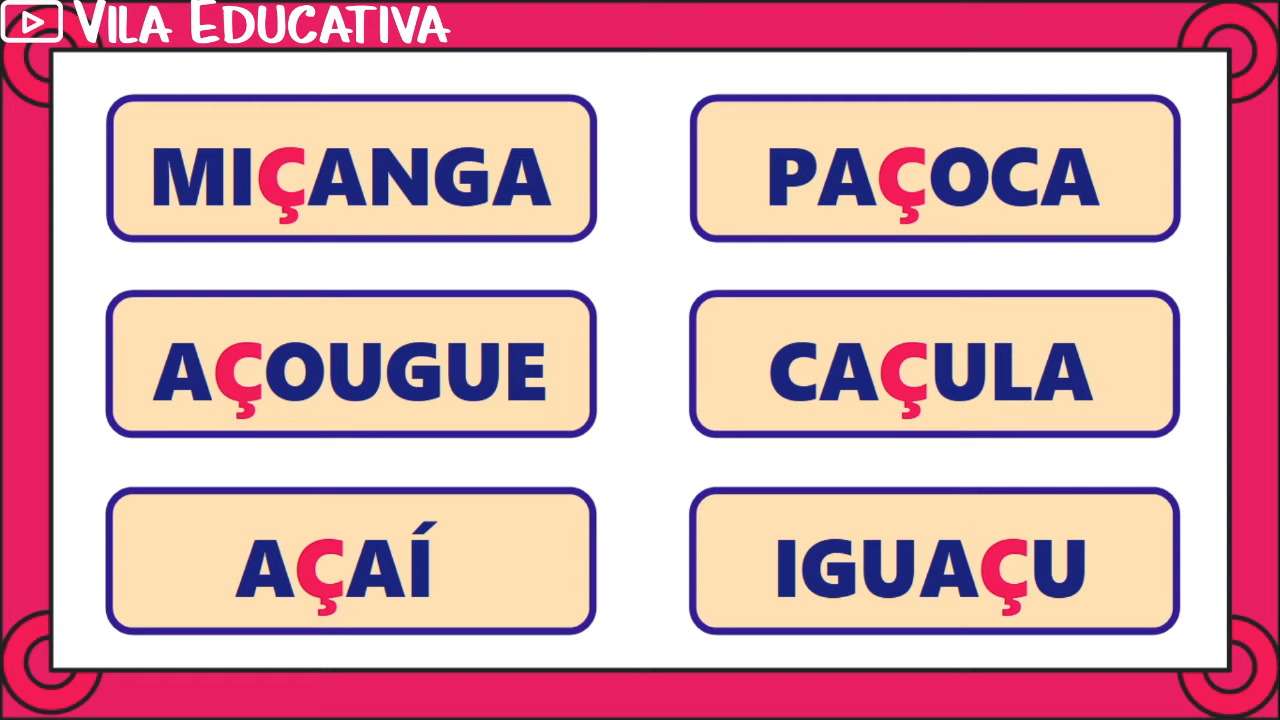 VILA EDUCATIVA
MIÇANGA
PAÇOCA
AÇOUGUE
CAÇULA
AÇAÍ
IGUAÇU